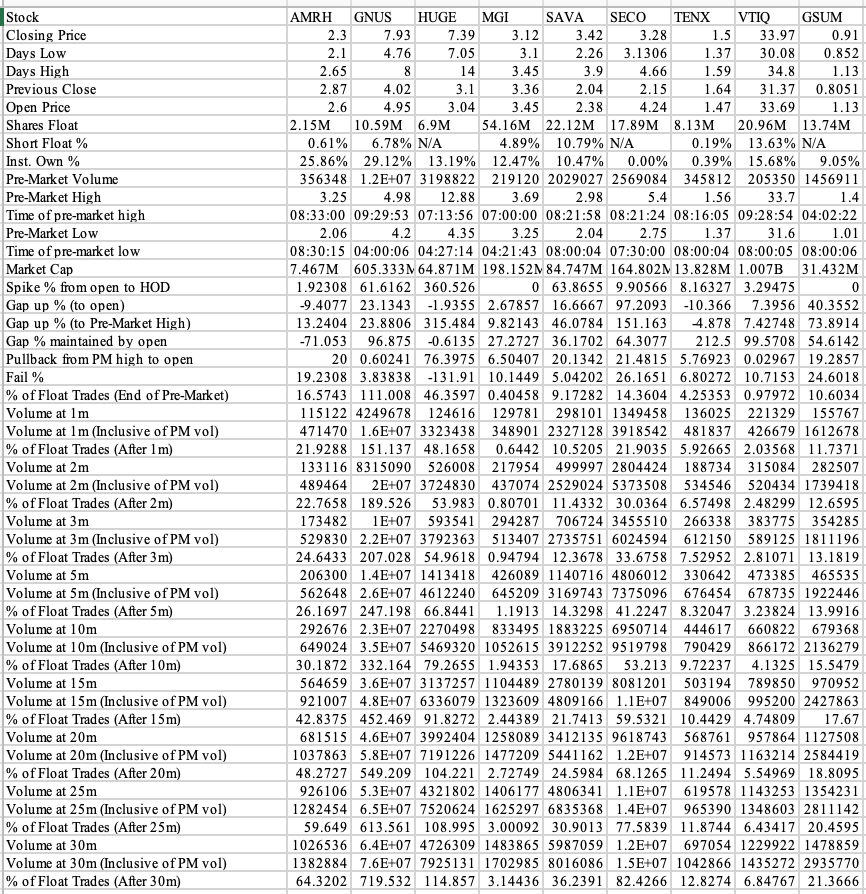 Stock AMRH GNUS HUGE MGI SAVA SECO TENX VTIQ GSUM
Closing Price 2.3 7.93 7.39 3.12 3.42 3.28 1.5 33.97 0.91
Days Low 2.1 4.76 7.05 3.1 2.26 3.1306 1.37 30.08 0.852
Days High 2.65 8 14 3.45 3.9 4.66 1.59 34.8 1.13
Previous Close 2.87 4.02 3.1 3.36 2.04 2.15 1.64 31.37 0.8051
Open Price 2.6 4.95 3.04 3.45 2.38 4.24 1.47 33.69 1.13
Shares Float 2.15M 10.59M 6.9M 54.16M 22.12M 17.89M 8.13M 20.96M 13.74M
Short Float % 0.61% 6.78% N/A 4.89% 10.79% N/A 0.19% 13.63% N/A
Inst. Own % 25.86% 29.12% 13.19% 12.47% 10.47% 0.00% 0.39% 15.68% 9.05%
Pre-Market Volume 356348 1.2E+07 3198822 219120 2029027 2569084 345812 205350 1456911
Pre-Market High 3.25 4.98 12.88 3.69 2.98 5.4 1.56 33.7 1.4
Time of pre-market high 08:33:00 09:29:53 07:13:56 07:00:00 08:21:58 08:21:24 08:16:05 09:28:54 04:02:22
Pre-Market Low 2.06 4.2 4.35 3.25 2.04 2.75 1.37 31.6 1.01
Time of pre-market low 08:30:15 04:00:06 04:27:14 04:21:43 08:00:04 07:30:00 08:00:04 08:00:05 08:00:06
Market Cap 7.467M 605.333M 64.871M 198.152M 84.747M 164.802M 13.828M 1.007B 31.432M
Spike % from open to HOD 1.92308 61.6162 360.526 0 63.8655 9.90566 8.16327 3.29475 0
Gap up % (to open) -9.4077 23.1343 -1.9355 2.67857 16.6667 97.2093 -10.366 7.3956 40.3552
Gap up % (to Pre-Market High) 13.2404 23.8806 315.484 9.82143 46.0784 151.163 -4.878 7.42748 73.8914
Gap % maintained by open -71.053 96.875 -0.6135 27.2727 36.1702 64.3077 212.5 99.5708 54.6142
Pullback from PM high to open 20 0.60241 76.3975 6.50407 20.1342 21.4815 5.76923 0.02967 19.2857
Fail % 19.2308 3.83838 -131.91 10.1449 5.04202 26.1651 6.80272 10.7153 24.6018
% of Float Trades (End of Pre-Market) 16.5743 111.008 46.3597 0.40458 9.17282 14.3604 4.25353 0.97972 10.6034
Volume at 1m 115122 4249678 124616 129781 298101 1349458 136025 221329 155767
Volume at 1m (Inclusive of PM vol) 471470 1.6E+07 3323438 348901 2327128 3918542 481837 426679 1612678
% of Float Trades (After 1m) 21.9288 151.137 48.1658 0.6442 10.5205 21.9035 5.92665 2.03568 11.7371
Volume at 2m 133116 8315090 526008 217954 499997 2804424 188734 315084 282507
Volume at 2m (Inclusive of PM vol) 489464 2E+07 3724830 437074 2529024 5373508 534546 520434 1739418
% of Float Trades (After 2m) 22.7658 189.526 53.983 0.80701 11.4332 30.0364 6.57498 2.48299 12.6595
Volume at 3m 173482 1E+07 593541 294287 706724 3455510 266338 383775 354285
Volume at 3m (Inclusive of PM vol) 529830 2.2E+07 3792363 513407 2735751 6024594 612150 589125 1811196
% of Float Trades (After 3m) 24.6433 207.028 54.9618 0.94794 12.3678 33.6758 7.52952 2.81071 13.1819
Volume at 5m 206300 1.4E+07 1413418 426089 1140716 4806012 330642 473385 465535
Volume at 5m (Inclusive of PM vol) 562648 2.6E+07 4612240 645209 3169743 7375096 676454 678735 1922446
% of Float Trades (After 5m) 26.1697 247.198 66.8441 1.1913 14.3298 41.2247 8.32047 3.23824 13.9916
Volume at 10m 292676 2.3E+07 2270498 833495 1883225 6950714 444617 660822 679368
Volume at 10m (Inclusive of PM vol) 649024 3.5E+07 5469320 1052615 3912252 9519798 790429 866172 2136279
% of Float Trades (After 10m) 30.1872 332.164 79.2655 1.94353 17.6865 53.213 9.72237 4.1325 15.5479
Volume at 15m 564659 3.6E+07 3137257 1104489 2780139 8081201 503194 789850 970952
Volume at 15m (Inclusive of PM vol) 921007 4.8E+07 6336079 1323609 4809166 1.1E+07 849006 995200 2427863
% of Float Trades (After 15m) 42.8375 452.469 91.8272 2.44389 21.7413 59.5321 10.4429 4.74809 17.67
Volume at 20m 681515 4.6E+07 3992404 1258089 3412135 9618743 568761 957864 1127508
Volume at 20m (Inclusive of PM vol) 1037863 5.8E+07 7191226 1477209 5441162 1.2E+07 914573 1163214 2584419
% of Float Trades (After 20m) 48.2727 549.209 104.221 2.72749 24.5984 68.1265 11.2494 5.54969 18.8095
Volume at 25m 926106 5.3E+07 4321802 1406177 4806341 1.1E+07 619578 1143253 1354231
Volume at 25m (Inclusive of PM vol) 1282454 6.5E+07 7520624 1625297 6835368 1.4E+07 965390 1348603 2811142
% of Float Trades (After 25m) 59.649 613.561 108.995 3.00092 30.9013 77.5839 11.8744 6.43417 20.4595
Volume at 30m 1026536 6.4E+07 4726309 1483865 5987059 1.2E+07 697054 1229922 1478859
Volume at 30m (Inclusive of PM vol) 1382884 7.6E+07 7925131 1702985 8016086 1.5E+07 1042866 1435272 2935770
% of Float Trades (After 30m) 64.3202 719.532 114.857 3.14436 36.2391 82.4266 12.8274 6.84767 21.3666